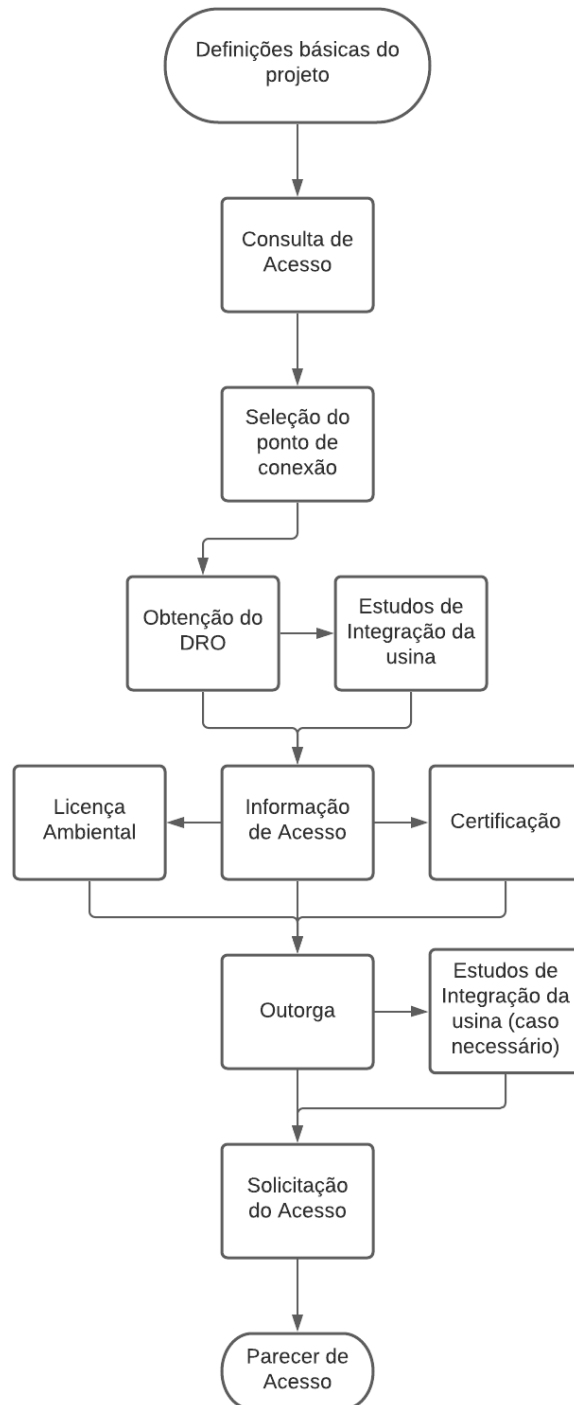 Definições básicas do
projeto
Consulta de
Acesso
Seleção do
ponto de
conexão
Obtenção do
DRO
Estudos de
Integração da
usina
Licença
Ambiental
Informação
de Acesso
Certificação
Outorga
Estudos de
Integração da
usina (caso
necessário)
Solicitação
do Acesso
Parecer de
Acesso